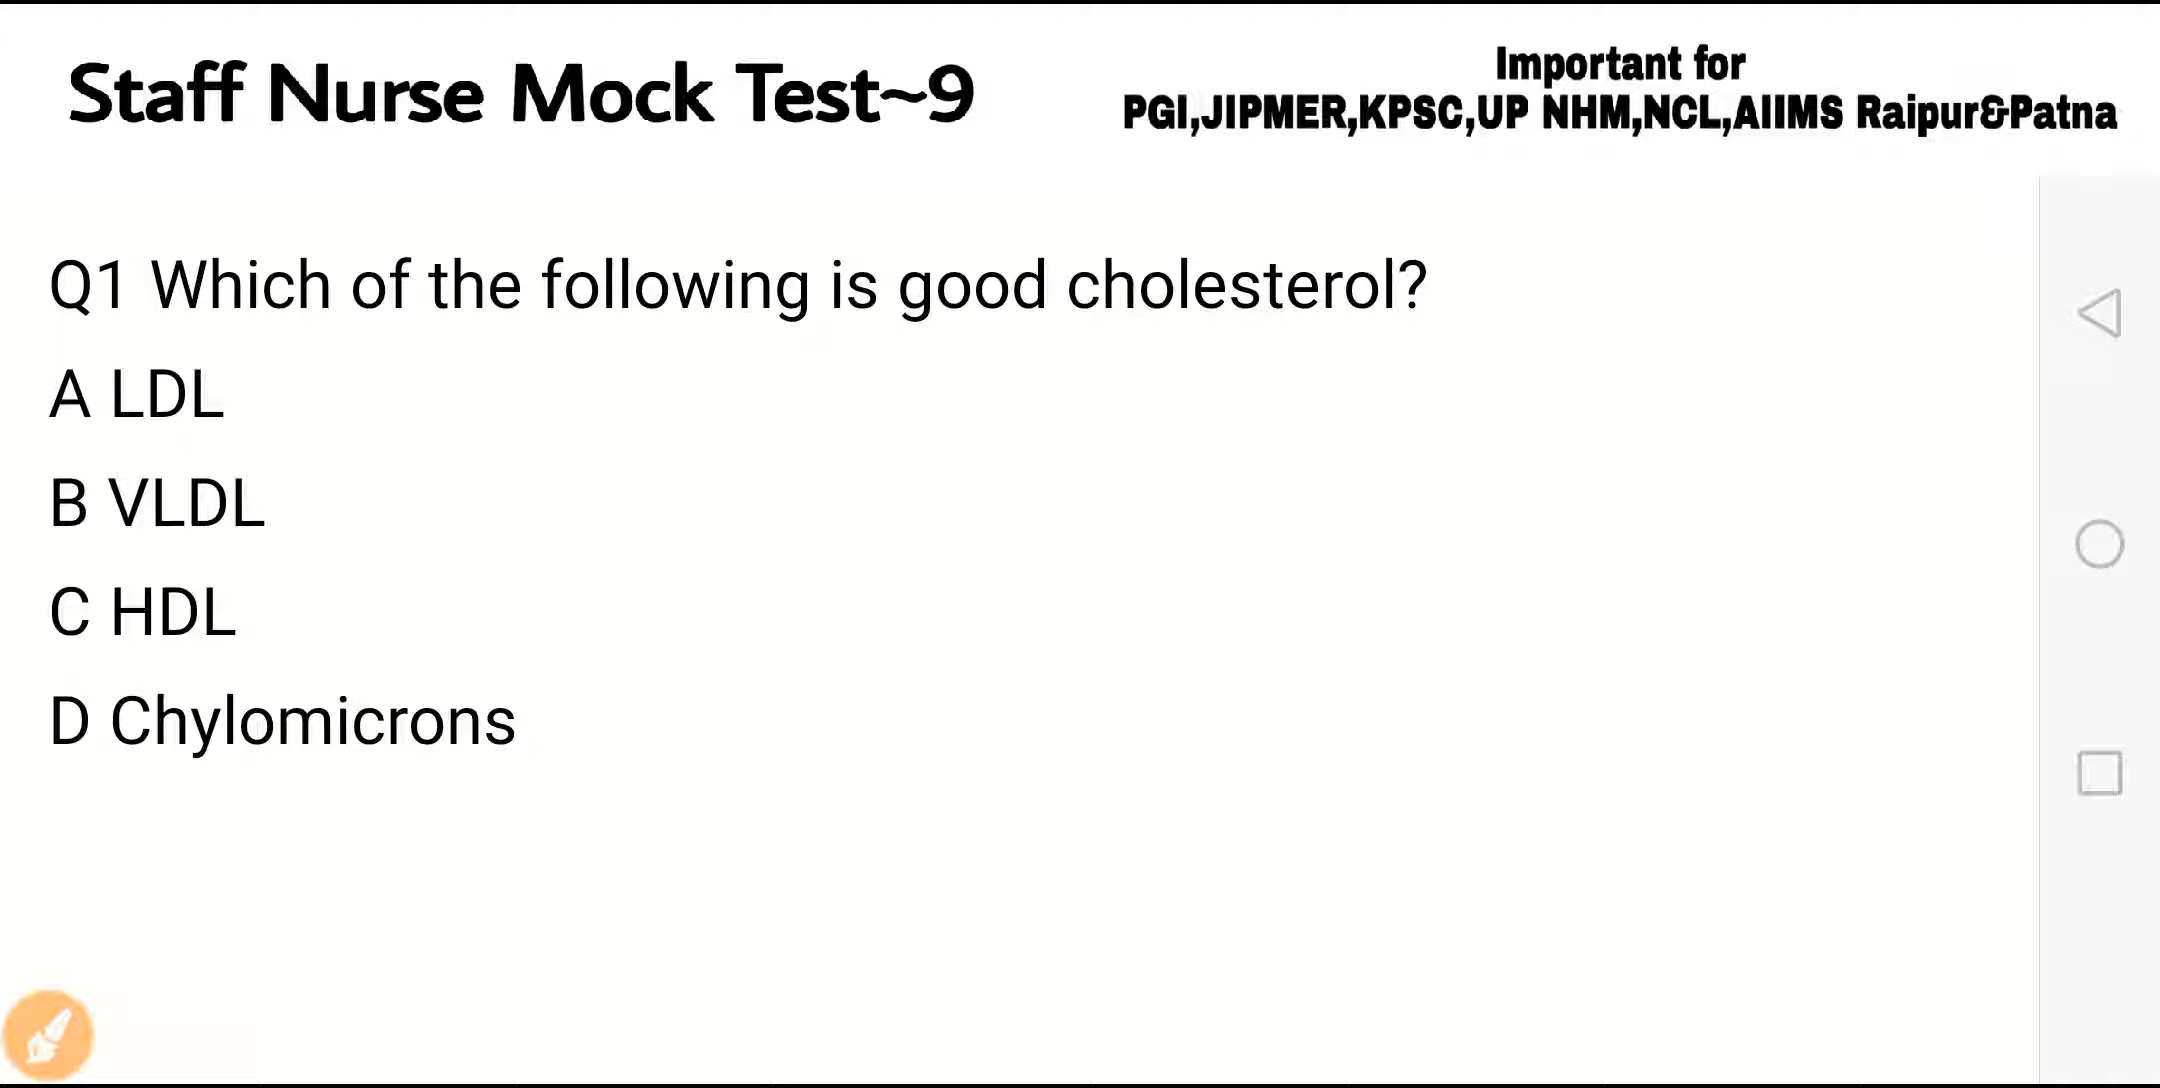 Staff Nurse Mock Test~9
Important for
PGI,JIPMER,KPSC,UP NHM,NCL,AIIMS Raipur&Patna
Q1 Which of the following is good cholesterol?
A LDL
B VLDL
C HDL
D Chylomicrons